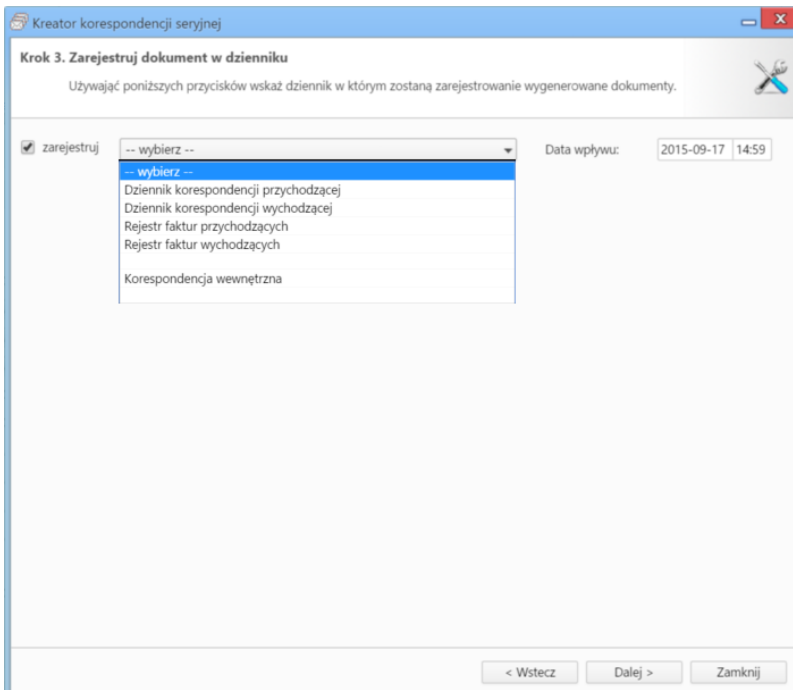 Kreator korespondencji seryjnej
Krok 3. Zarejestruj dokument w dzienniku
Używając poniższych przycisków wskaż dziennik w którym zostaną zarejestrowanie wygenerowane dokumenty.
zarejestruj -- wybierz -- Data wpływu: 2015-09-17 14:59
-- wybierz --
Dziennik korespondencji przychodzącej
Dziennik korespondencji wychodzącej
Rejestr faktur przychodzących
Rejestr faktur wychodzących
Korespondencja wewnętrzna
< Wstecz Dalej > Zamknij